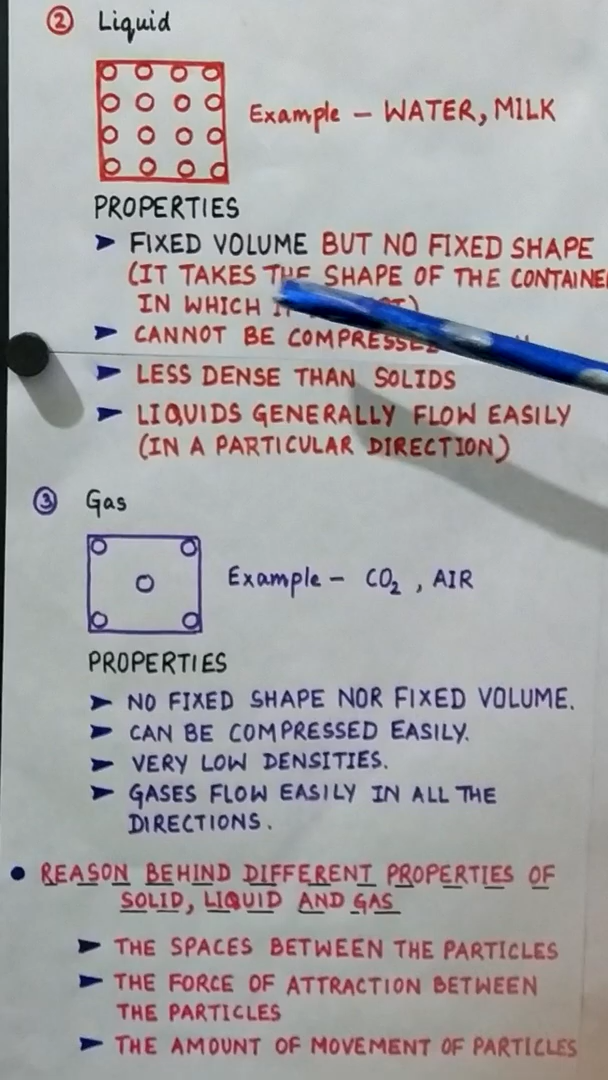 ② Liquid
Example – WATER, MILK
PROPERTIES
➤ FIXED VOLUME BUT NO FIXED SHAPE
(IT TAKES THE SHAPE OF THE CONTAINE
IN WHICH
➤ CANNOT BE
➤ LESS DENSE THAN SOLIDS
➤ LIQUIDS GENERALLY FLOW EASILY
(IN A PARTICULAR DIRECTION)
③ Gas
Example – CO₂ , AIR
PROPERTIES
➤ NO FIXED SHAPE NOR FIXED VOLUME.
➤ CAN BE COMPRESSED EASILY.
➤ VERY LOW DENSITIES.
➤ GASES FLOW EASILY IN ALL THE
DIRECTIONS.
• REASON BEHIND DIFFERENT PROPERTIES OF
SOLID, LIQUID AND GAS
➤ THE SPACES BETWEEN THE PARTICLES
➤ THE FORCE OF ATTRACTION BETWEEN
THE PARTICLES
➤ THE AMOUNT OF MOVEMENT OF PARTICLES